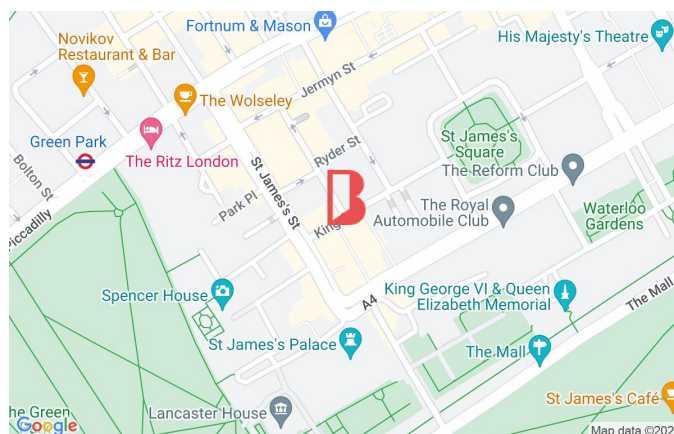 Fortnum & Mason
Novikov
Restaurant & Bar
His Majesty's Theatre
Jermyn St
The Wolseley
Green Park
The Ritz London
Ryder St
St James's
Square
The Reform Club
Bolton St
St James's St
Park Pl
The Royal
Automobile Club
Waterloo
Gardens
Piccadilly
King
B
Spencer House
King George VI & Queen
Elizabeth Memorial
The Mall
A4
St James's Palace
The Mall
St James's Café
Lancaster House
he Green
Google
Map data ©202